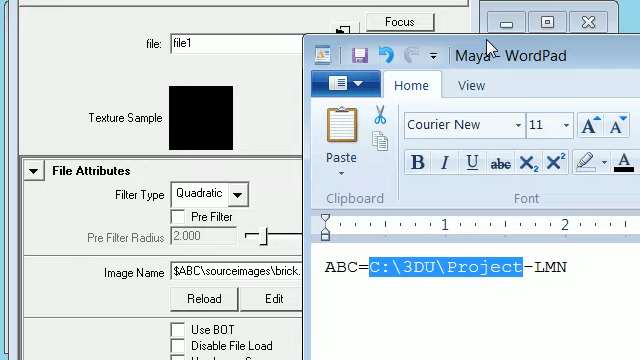 Focus
file: file1
Texture Sample
File Attributes
Filter Type Quadratic
Pre Filter
Pre Filter Radius 2.000
Image Name $ABC\sourceimages\brick.
Reload Edit
Use BOT
Disable File Load
Maya - WordPad
Home View
Courier New 11
Paste
B I U abc X2 X2 A
Clipboard Font
1 2
ABC=C:\3DU\Project-LMN